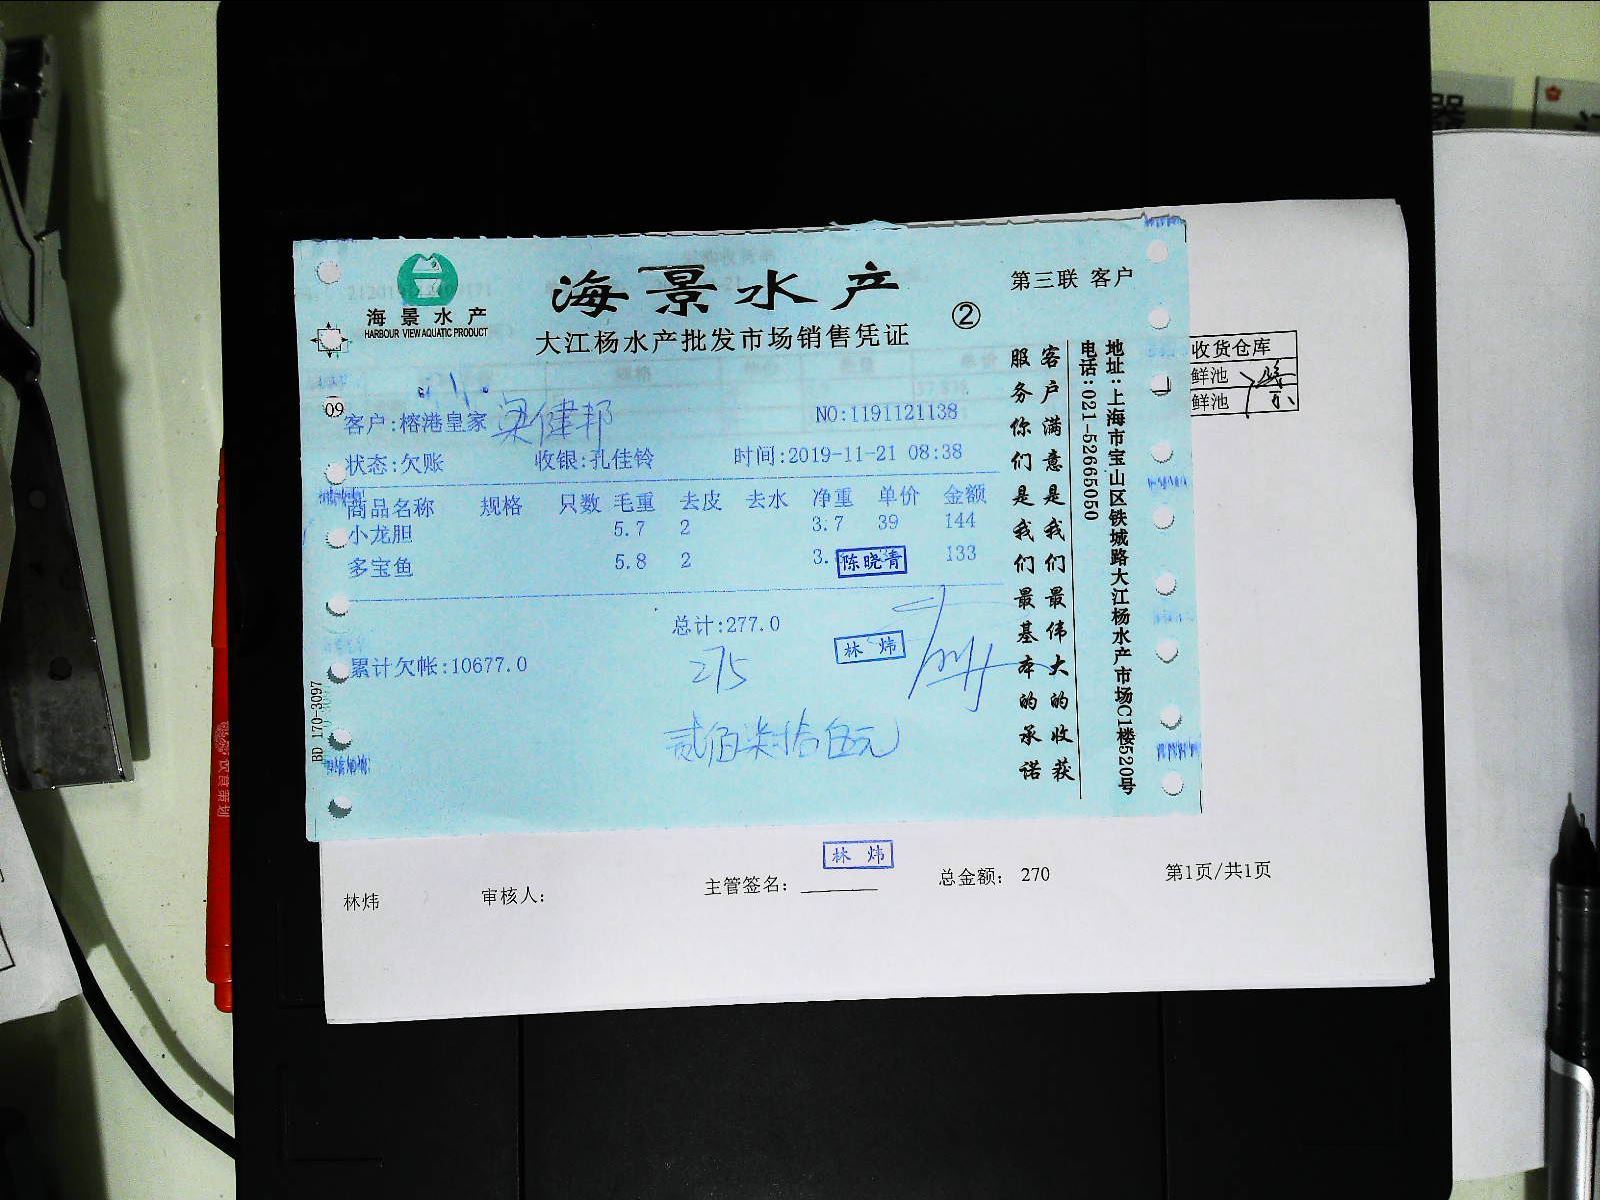 海景水产
HARBOUR VIEW AQUATIC PRODUCT
海景水产
大江杨水产批发市场销售凭证
②
第三联 客户
09
客户:榕港皇家 梁健邦
NO:1191121138
状态:欠账 收银:孔佳铃 时间:2019-11-21 08:38
商品名称 规格 只数 毛重 去皮 去水 净重 单价 金额
小龙胆 5.7 2 3.7 39 144
多宝鱼 5.8 2 3. 133
陈晓青
总计:277.0
林炜
累计欠帐:10677.0
275
贰佰柒拾伍元
客户满意是我们最伟大的收获
服务你们是我们最基本的承诺
地址:上海市宝山区铁城路大江杨水产市场C1楼520号
电话:021-52665050
BD 170-3097
收货仓库
鲜池
鲜池
林炜
林炜 审核人: 主管签名: 总金额: 270 第1页/共1页
饮食策划
器